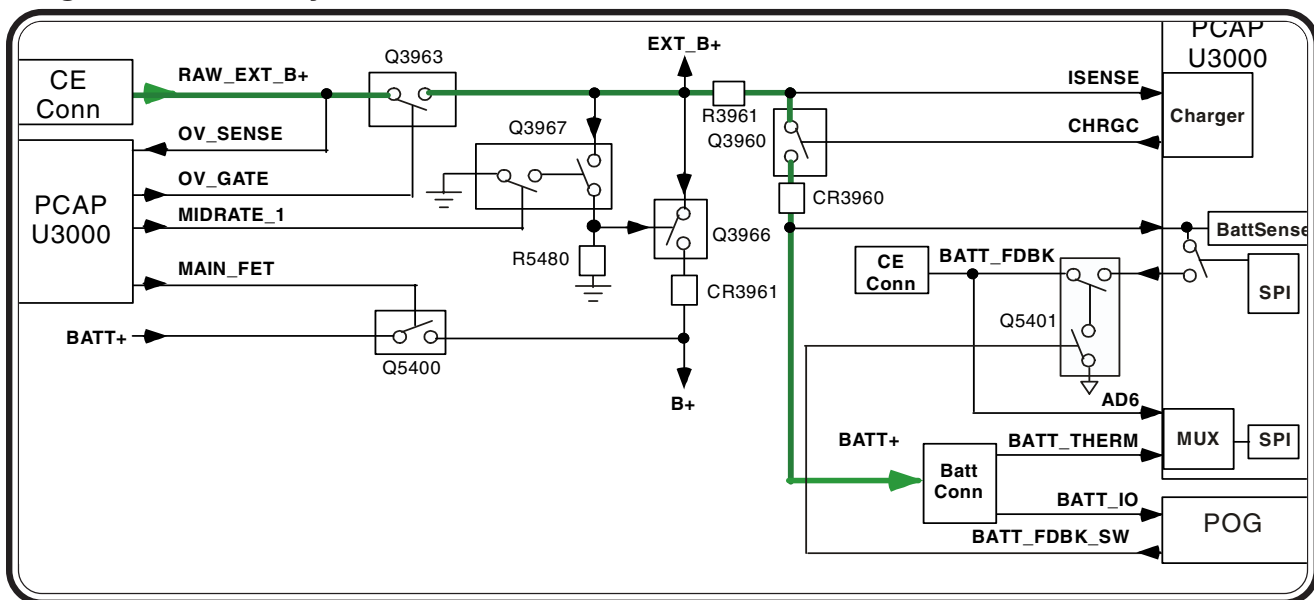 PCAP
U3000
Q3963
EXT_B+
CE
Conn
RAW_EXT_B+
ISENSE
R3961
Charger
OV_SENSE
Q3967
Q3960
CHRGC
PCAP
U3000
OV_GATE
MIDRATE_1
CR3960
Q3966
BattSense
R5480
CE
Conn
BATT_FDBK
MAIN_FET
CR3961
SPI
Q5401
BATT+
Q5400
B+
AD6
BATT+
BATT_THERM
MUX
SPI
Batt
Conn
BATT_IO
POG
BATT_FDBK_SW